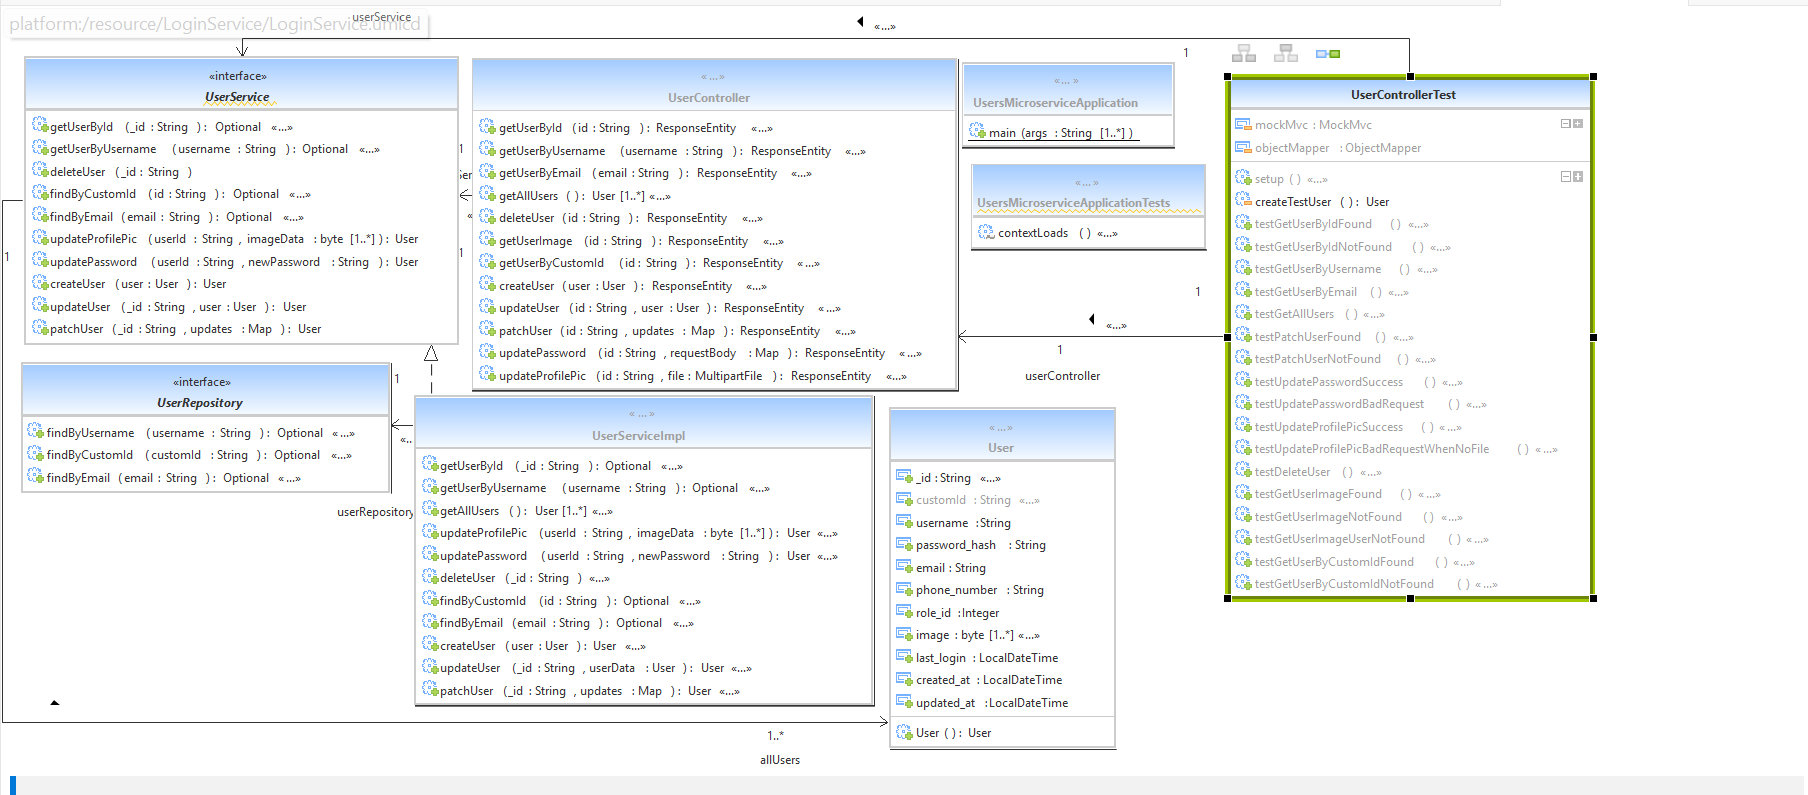 platform:/resource/LoginService/LoginService.umlcd
userService
«...»
1
«interface»
UserService
getUserById (_id : String ) : Optional «...»
getUserByUsername (username : String ) : Optional «...»
deleteUser (_id : String )
findByCustomId (id : String ) : Optional «...»
findByEmail (email : String ) : Optional «...»
updateProfilePic (userId : String , imageData : byte [1..*] ) : User
updatePassword (userId : String , newPassword : String ) : User
createUser (user : User ) : User
updateUser (_id : String , user : User ) : User
patchUser (_id : String , updates : Map ) : User
1
1
1
«...»
UserController
getUserById (id : String ) : ResponseEntity «...»
getUserByUsername (username : String ) : ResponseEntity «...»
getUserByEmail (email : String ) : ResponseEntity «...»
getAllUsers ( ) : User [1..*] «...»
deleteUser (id : String ) : ResponseEntity «...»
getUserImage (id : String ) : ResponseEntity «...»
getUserByCustomId (id : String ) : ResponseEntity «...»
createUser (user : User ) : ResponseEntity «...»
updateUser (id : String , user : User ) : ResponseEntity «...»
patchUser (id : String , updates : Map ) : ResponseEntity «...»
updatePassword (id : String , requestBody : Map ) : ResponseEntity «...»
updateProfilePic (id : String , file : MultipartFile ) : ResponseEntity «...»
«...»
UsersMicroserviceApplication
main (args : String [1..*] )
«...»
UsersMicroserviceApplicationTests
contextLoads ( ) «...»
1
«...»
1
userController
UserControllerTest
mockMvc : MockMvc
objectMapper : ObjectMapper
setup ( ) «...»
createTestUser ( ) : User
testGetUserByIdFound ( ) «...»
testGetUserByIdNotFound ( ) «...»
testGetUserByUsername ( ) «...»
testGetUserByEmail ( ) «...»
testGetAllUsers ( ) «...»
testPatchUserFound ( ) «...»
testPatchUserNotFound ( ) «...»
testUpdatePasswordSuccess ( ) «...»
testUpdatePasswordBadRequest ( ) «...»
testUpdateProfilePicSuccess ( ) «...»
testUpdateProfilePicBadRequestWhenNoFile ( ) «...»
testDeleteUser ( ) «...»
testGetUserImageFound ( ) «...»
testGetUserImageNotFound ( ) «...»
testGetUserImageUserNotFound ( ) «...»
testGetUserByCustomIdFound ( ) «...»
testGetUserByCustomIdNotFound ( ) «...»
«interface»
UserRepository
findByUsername (username : String ) : Optional «...»
findByCustomId (customId : String ) : Optional «...»
findByEmail (email : String ) : Optional «...»
1
userRepository
«...»
UserServiceImpl
getUserById (_id : String ) : Optional «...»
getUserByUsername (username : String ) : Optional «...»
getAllUsers ( ) : User [1..*] «...»
updateProfilePic (userId : String , imageData : byte [1..*] ) : User «...»
updatePassword (userId : String , newPassword : String ) : User «...»
deleteUser (_id : String ) «...»
findByCustomId (id : String ) : Optional «...»
findByEmail (email : String ) : Optional «...»
createUser (user : User ) : User «...»
updateUser (_id : String , userData : User ) : User «...»
patchUser (_id : String , updates : Map ) : User «...»
«...»
User
_id : String «...»
customId : String «...»
username : String
password_hash : String
email : String
phone_number : String
role_id : Integer
image : byte [1..*] «...»
last_login : LocalDateTime
created_at : LocalDateTime
updated_at : LocalDateTime
User ( ) : User
1..*
allUsers